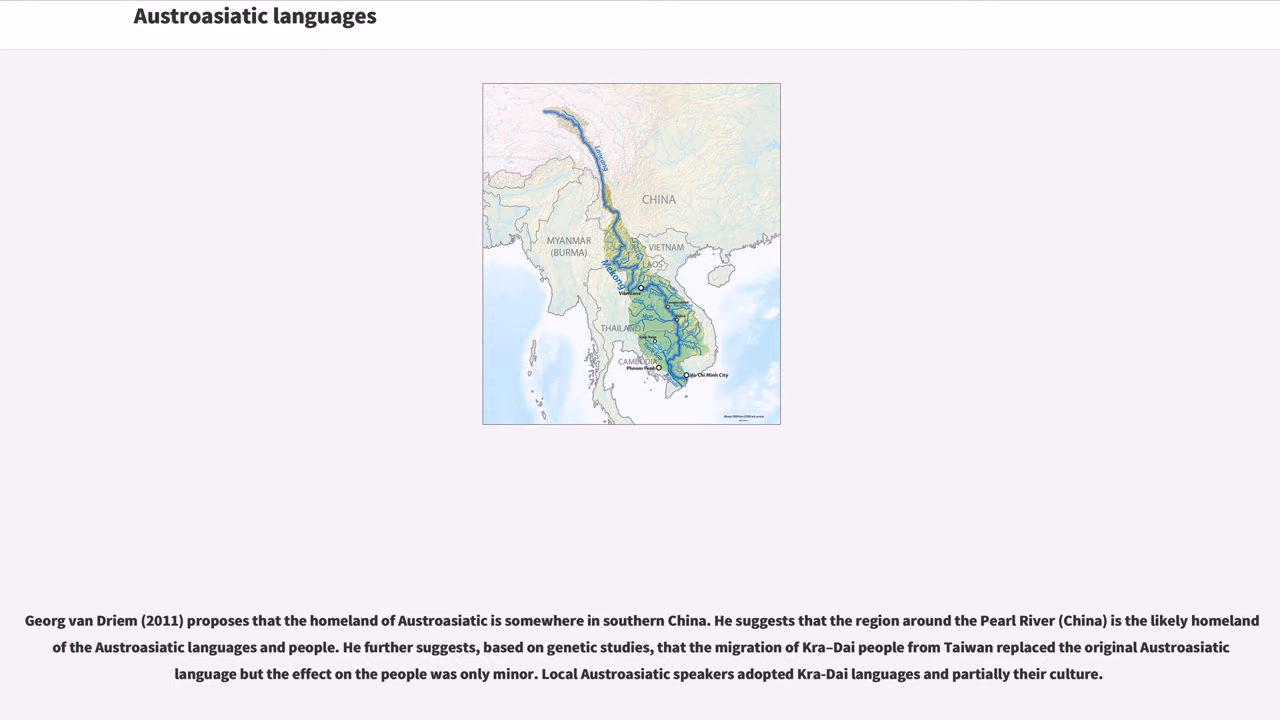 Austroasiatic languages
Lancang
CHINA
MYANMAR
(BURMA)
VIETNAM
LAOS
Mekong
Vientiane
Mun
THAILAND
CAMBODIA
Phnom Penh
Ho Chi Minh City
Georg van Driem (2011) proposes that the homeland of Austroasiatic is somewhere in southern China. He suggests that the region around the Pearl River (China) is the likely homeland
of the Austroasiatic languages and people. He further suggests, based on genetic studies, that the migration of Kra–Dai people from Taiwan replaced the original Austroasiatic
language but the effect on the people was only minor. Local Austroasiatic speakers adopted Kra-Dai languages and partially their culture.